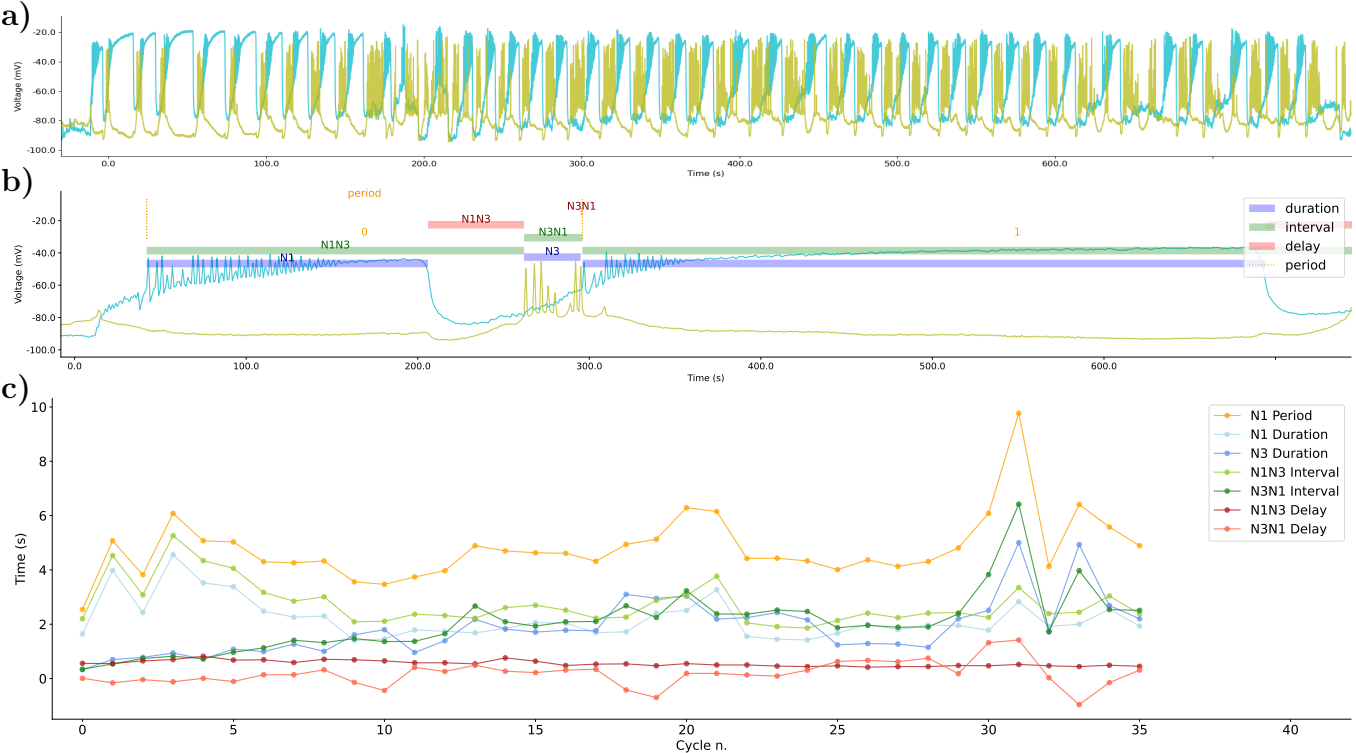 a)
-20.0
-40.0
-60.0
-80.0
-100.0
Voltage (mV)
0.0 100.0 200.0 300.0 400.0 500.0 600.0
Time (s)
b)
period
N3N1
N1N3
0
N3N1
1
N1N3
N1
N3
duration
interval
delay
period
-20.0
-40.0
-60.0
-80.0
-100.0
Voltage (mV)
0.0 100.0 200.0 300.0 400.0 500.0 600.0
Time (s)
c)
10
8
6
4
2
0
Time (s)
N1 Period
N1 Duration
N3 Duration
N1N3 Interval
N3N1 Interval
N1N3 Delay
N3N1 Delay
0 5 10 15 20 25 30 35 40
Cycle n.